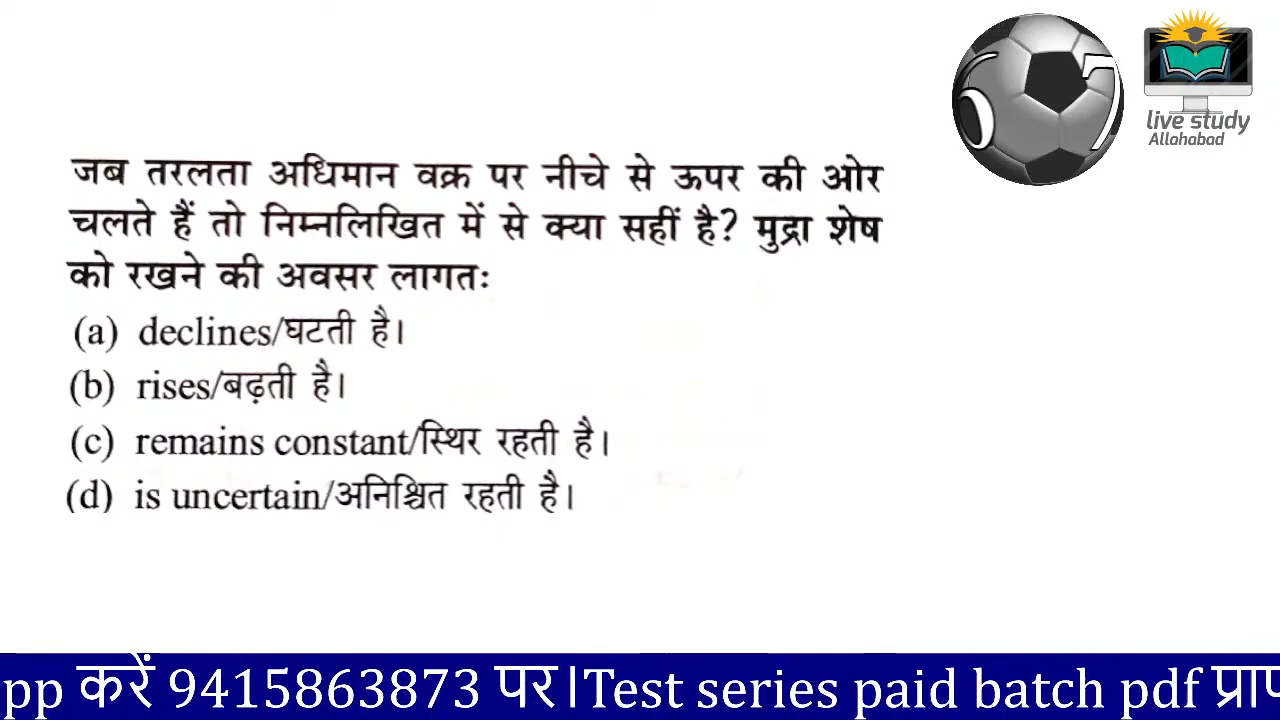 live study
Allahabad
जब तरलता अधिमान वक्र पर नीचे से ऊपर की ओर
चलते हैं तो निम्नलिखित में से क्या सहीं है? मुद्रा शेष
को रखने की अवसर लागतः
(a) declines/घटती है।
(b) rises/बढ़ती है।
(c) remains constant/स्थिर रहती है।
(d) is uncertain/अनिश्चित रहती है।
pp करें 9415863873 पर।Test series paid batch pdf